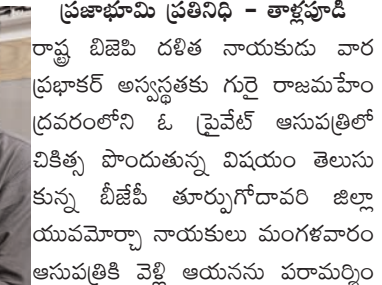 ప్రజాభూమి ప్రతినిధి - తాళ్లపూడి
రాష్ట్ర బిజెపి దళిత నాయకుడు వార
ప్రభాకర్ అస్వస్థతకు గురై రాజమహేం
ద్రవరంలోని ఓ ప్రైవేట్ ఆసుపత్రిలో
చికిత్స పొందుతున్న విషయం తెలుసు
కున్న బీజేపీ తూర్పుగోదావరి జిల్లా
యువమోర్చా నాయకులు మంగళవారం
ఆసుపత్రికి వెళ్లి ఆయనను పరామర్శిం